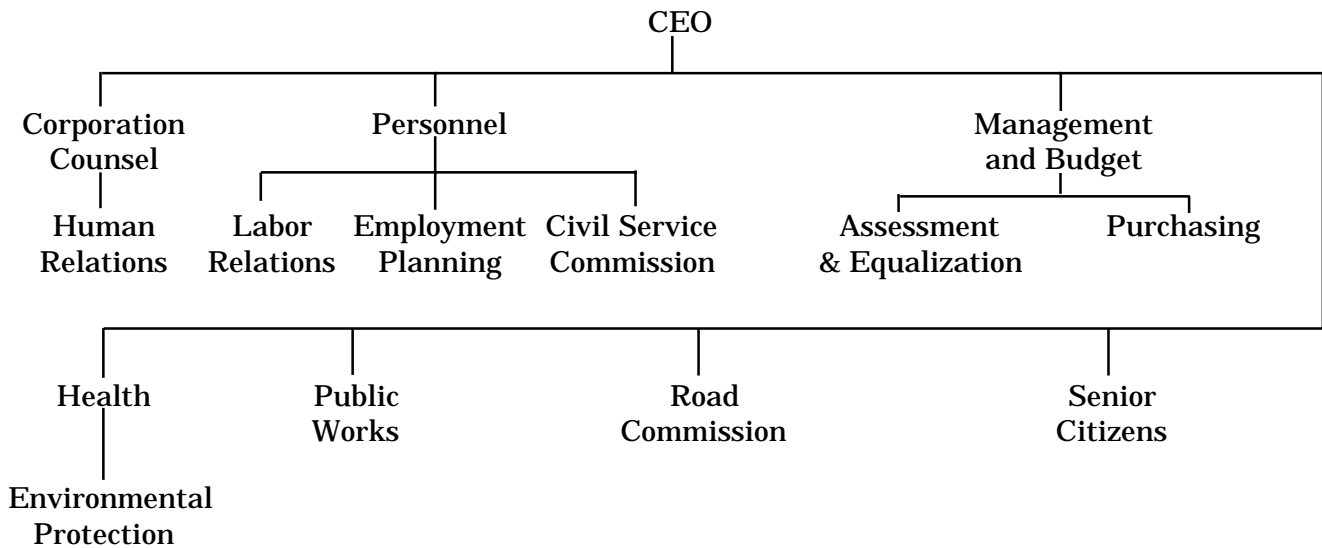 CEO
Corporation
Counsel
Personnel
Management
and Budget
Human
Relations
Labor
Relations
Employment
Planning
Civil Service
Commission
Assessment
& Equalization
Purchasing
Health
Public
Works
Road
Commission
Senior
Citizens
Environmental
Protection